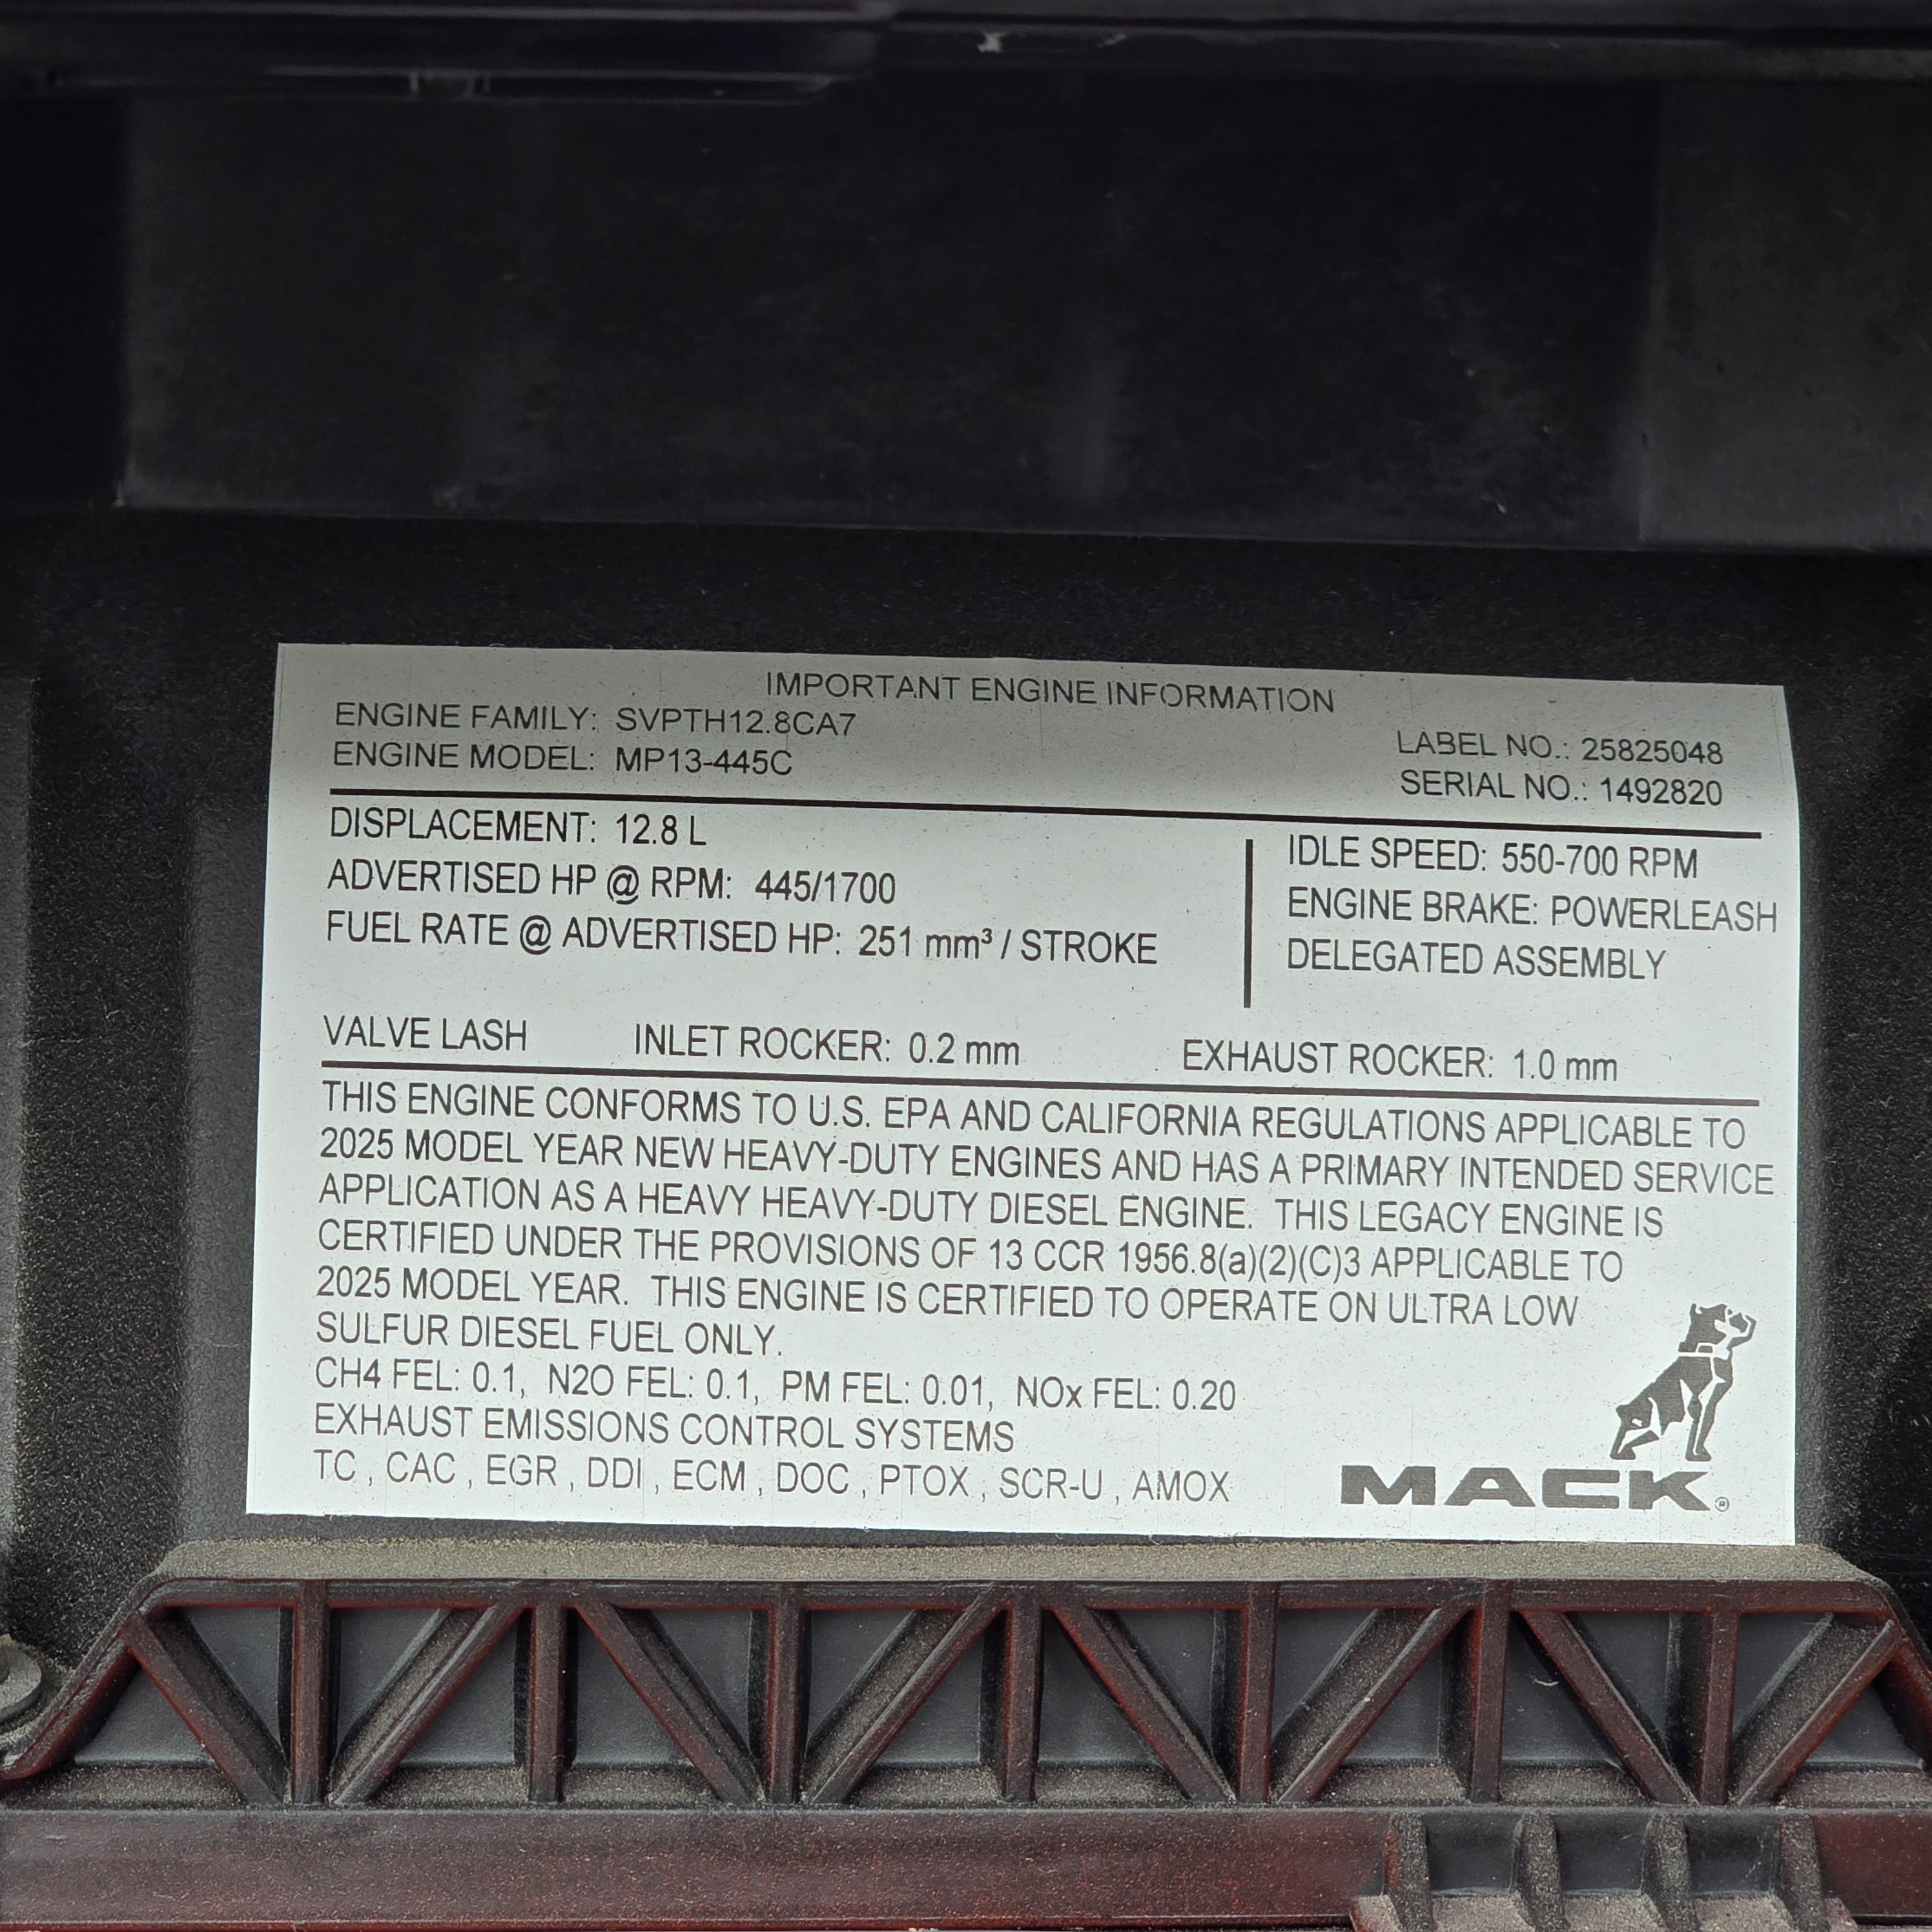 IMPORTANT ENGINE INFORMATION
ENGINE FAMILY: SVPTH12.8CA7
ENGINE MODEL: MP13-445C
LABEL NO.: 25825048
SERIAL NO.: 1492820
DISPLACEMENT: 12.8 L
ADVERTISED HP @ RPM: 445/1700
FUEL RATE @ ADVERTISED HP: 251 mm³ / STROKE
IDLE SPEED: 550-700 RPM
ENGINE BRAKE: POWERLEASH
DELEGATED ASSEMBLY
VALVE LASH INLET ROCKER: 0.2 mm EXHAUST ROCKER: 1.0 mm
THIS ENGINE CONFORMS TO U.S. EPA AND CALIFORNIA REGULATIONS APPLICABLE TO
2025 MODEL YEAR NEW HEAVY-DUTY ENGINES AND HAS A PRIMARY INTENDED SERVICE
APPLICATION AS A HEAVY HEAVY-DUTY DIESEL ENGINE. THIS LEGACY ENGINE IS
CERTIFIED UNDER THE PROVISIONS OF 13 CCR 1956.8(a)(2)(C)3 APPLICABLE TO
2025 MODEL YEAR. THIS ENGINE IS CERTIFIED TO OPERATE ON ULTRA LOW
SULFUR DIESEL FUEL ONLY.
CH4 FEL: 0.1, N2O FEL: 0.1, PM FEL: 0.01, NOx FEL: 0.20
EXHAUST EMISSIONS CONTROL SYSTEMS
TC , CAC , EGR , DDI , ECM , DOC , PTOX , SCR-U , AMOX
MACK®